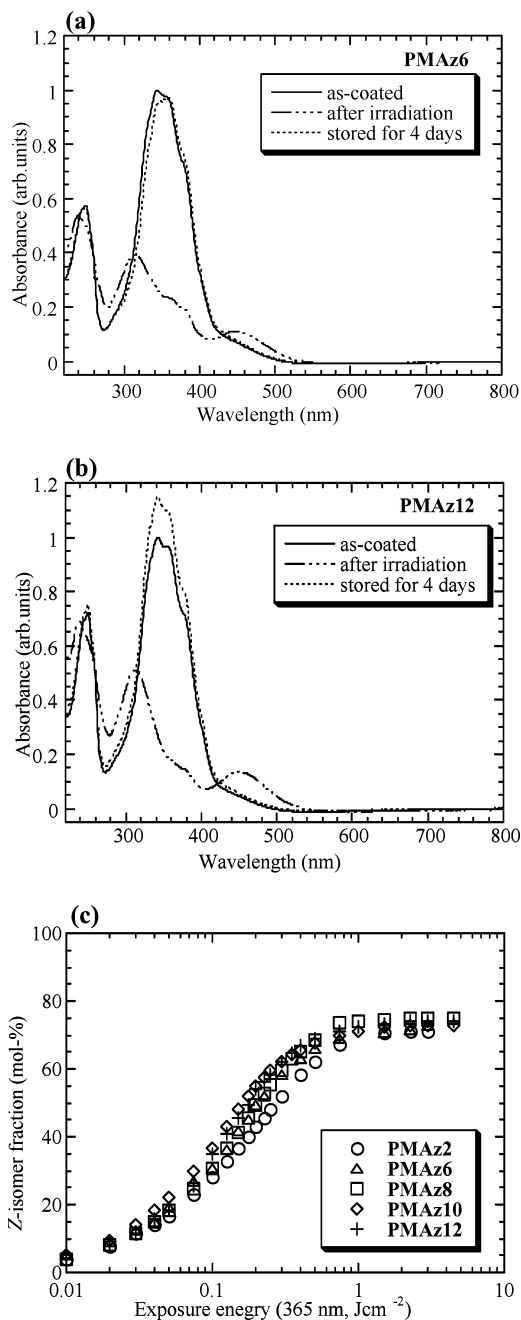 (a)
1.2
1
0.8
0.6
0.4
0.2
0
Absorbance (arb.units)
PMAz6
as-coated
after irradiation
stored for 4 days
300 400 500 600 700 800
Wavelength (nm)
(b)
1.2
1
0.8
0.6
0.4
0.2
0
Absorbance (arb.units)
PMAz12
as-coated
after irradiation
stored for 4 days
300 400 500 600 700 800
Wavelength (nm)
(c)
100
80
60
40
20
0
Z-isomer fraction (mol-%)
PMAz2
PMAz6
PMAz8
PMAz10
PMAz12
0.01 0.1 1 10
Exposure enegry (365 nm, Jcm⁻²)